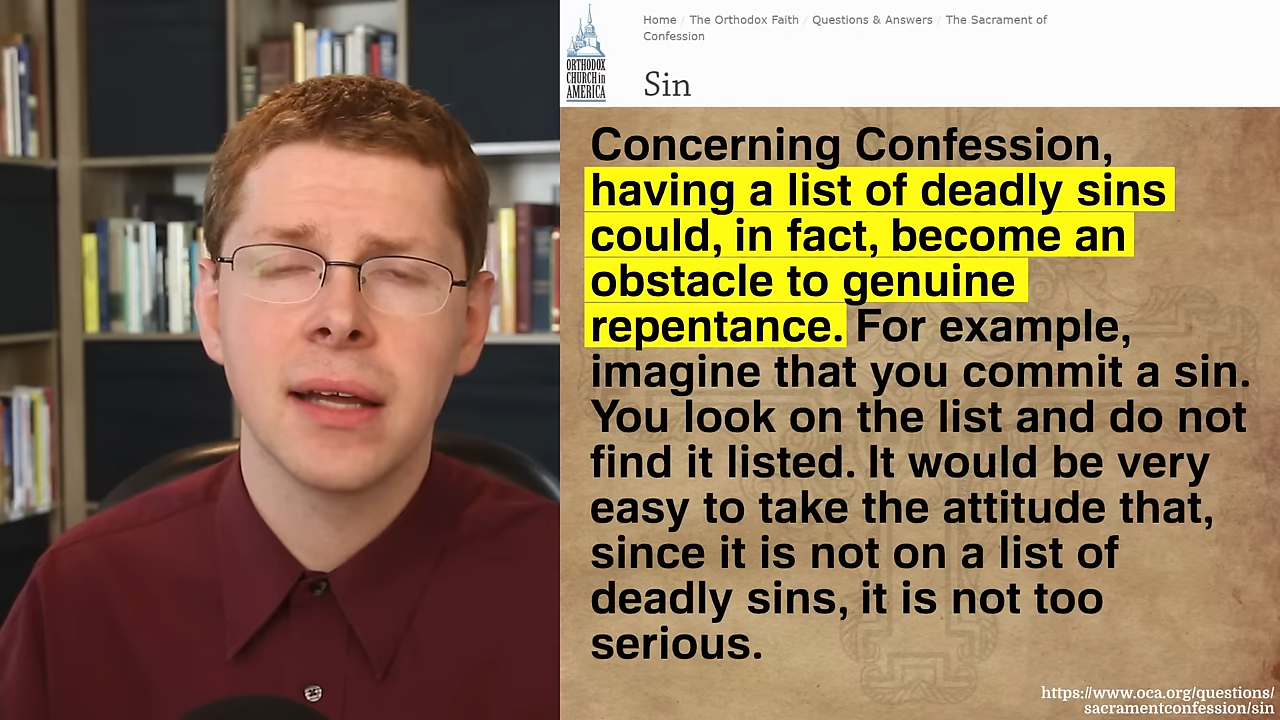 Home / The Orthodox Faith / Questions & Answers / The Sacrament of
Confession
ORTHODOX
CHURCH in
AMERICA
Sin
Concerning Confession,
having a list of deadly sins
could, in fact, become an
obstacle to genuine
repentance. For example,
imagine that you commit a sin.
You look on the list and do not
find it listed. It would be very
easy to take the attitude that,
since it is not on a list of
deadly sins, it is not too
serious.
https://www.oca.org/questions/
sacramentconfession/sin